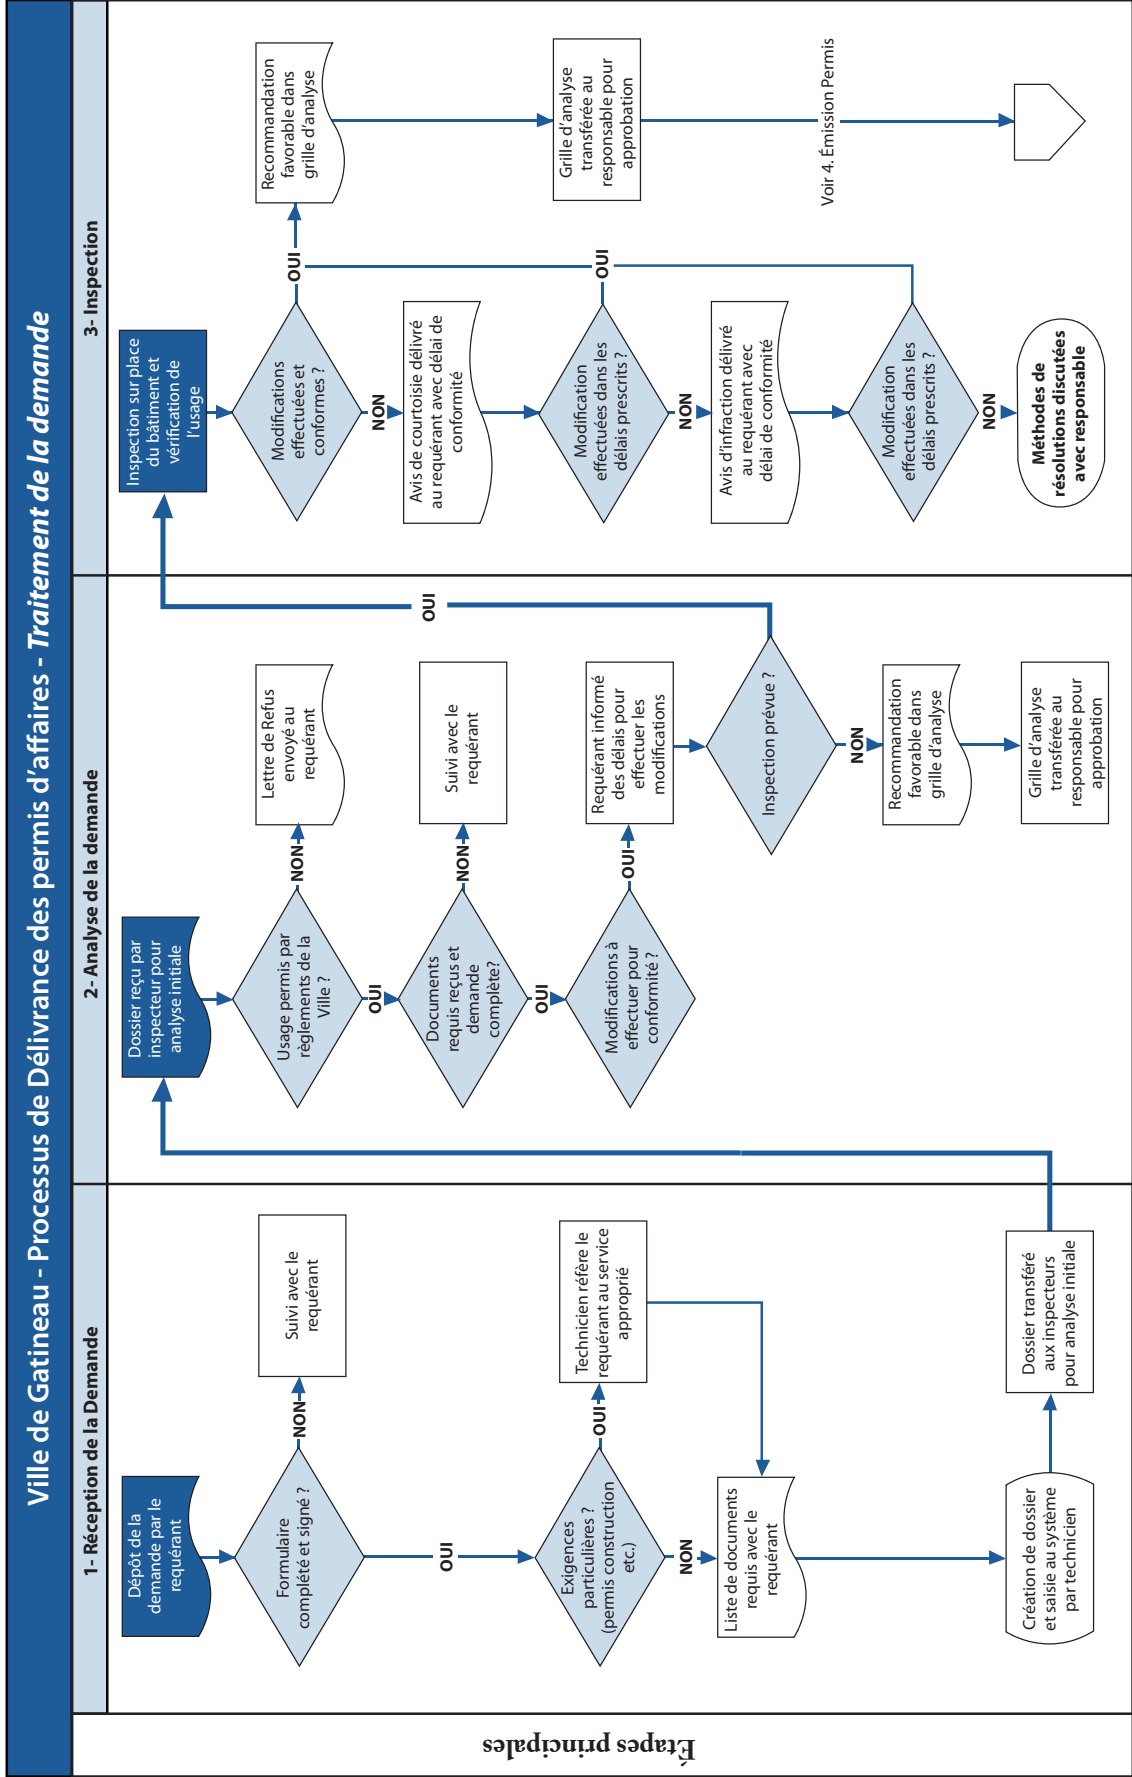 Ville de Gatineau - Processus de Délivrance des permis d'affaires - Traitement de la demande
Étapes principales
1- Réception de la Demande
Dépôt de la
demande par le
requérant
Formulaire
complété et signé ?
NON
Suivi avec le
requérant
OUI
Exigences
particulières ?
(permis construction
etc.)
OUI
Technicien réfère le
requérant au service
approprié
NON
Liste de documents
requis avec le
requérant
Création de dossier
et saisie au système
par technicien
Dossier transféré
aux inspecteurs
pour analyse initiale
2- Analyse de la demande
Dossier reçu par
inspecteur pour
analyse initiale
Usage permis par
règlements de la
Ville ?
NON
Lettre de Refus
envoyé au
requérant
OUI
Documents
requis reçus et
demande
complète?
NON
Suivi avec le
requérant
OUI
Modifications à
effectuer pour
conformité ?
OUI
Requérant informé
des délais pour
effectuer les
modifications
Inspection prévue ?
OUI
NON
Recommandation
favorable dans
grille d'analyse
Grille d'analyse
transférée au
responsable pour
approbation
3- Inspection
Inspection sur place
du bâtiment et
vérification de
l'usage
Modifications
effectuées et
conformes ?
OUI
Recommandation
favorable dans
grille d'analyse
NON
Avis de courtoisie délivré
au requérant avec délai de
conformité
Modification
effectuées dans les
délais prescrits ?
OUI
Grille d'analyse
transférée au
responsable pour
approbation
NON
Avis d'infraction délivré
au requérant avec
délai de conformité
Voir 4. Émission Permis
Modification
effectuées dans les
délais prescrits ?
NON
Méthodes de
résolutions discutées
avec responsable